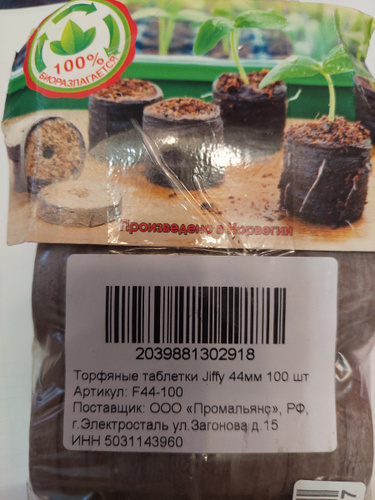 100%
БИОРАЗЛАГАЕТСЯ
Произведено в Норвегии
2039881302918
Торфяные таблетки Jiffy 44мм 100 шт
Артикул: F44-100
Поставщик: ООО «Промальянс», РФ,
г.Электросталь ул.Загонова д.15
ИНН 5031143960
7